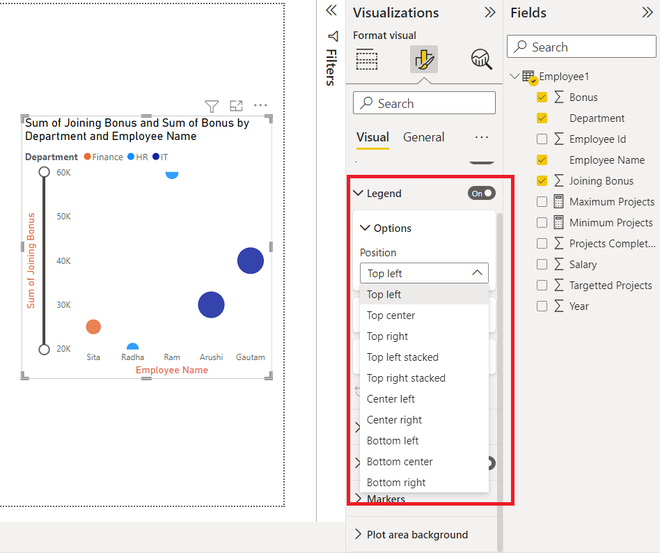 Filters
Sum of Joining Bonus and Sum of Bonus by
Department and Employee Name
Department Finance HR IT
Sum of Joining Bonus
60K
50K
40K
30K
20K
Sita Radha Ram Arushi Gautam
Employee Name
Visualizations
Format visual
Search
Visual General
Legend On
Options
Position
Top left
Top left
Top center
Top right
Top left stacked
Top right stacked
Center left
Center right
Bottom left
Bottom center
Bottom right
Markers
Plot area background
Fields
Search
Employee1
Bonus
Department
Employee Id
Employee Name
Joining Bonus
Maximum Projects
Minimum Projects
Projects Complet...
Salary
Targetted Projects
Year